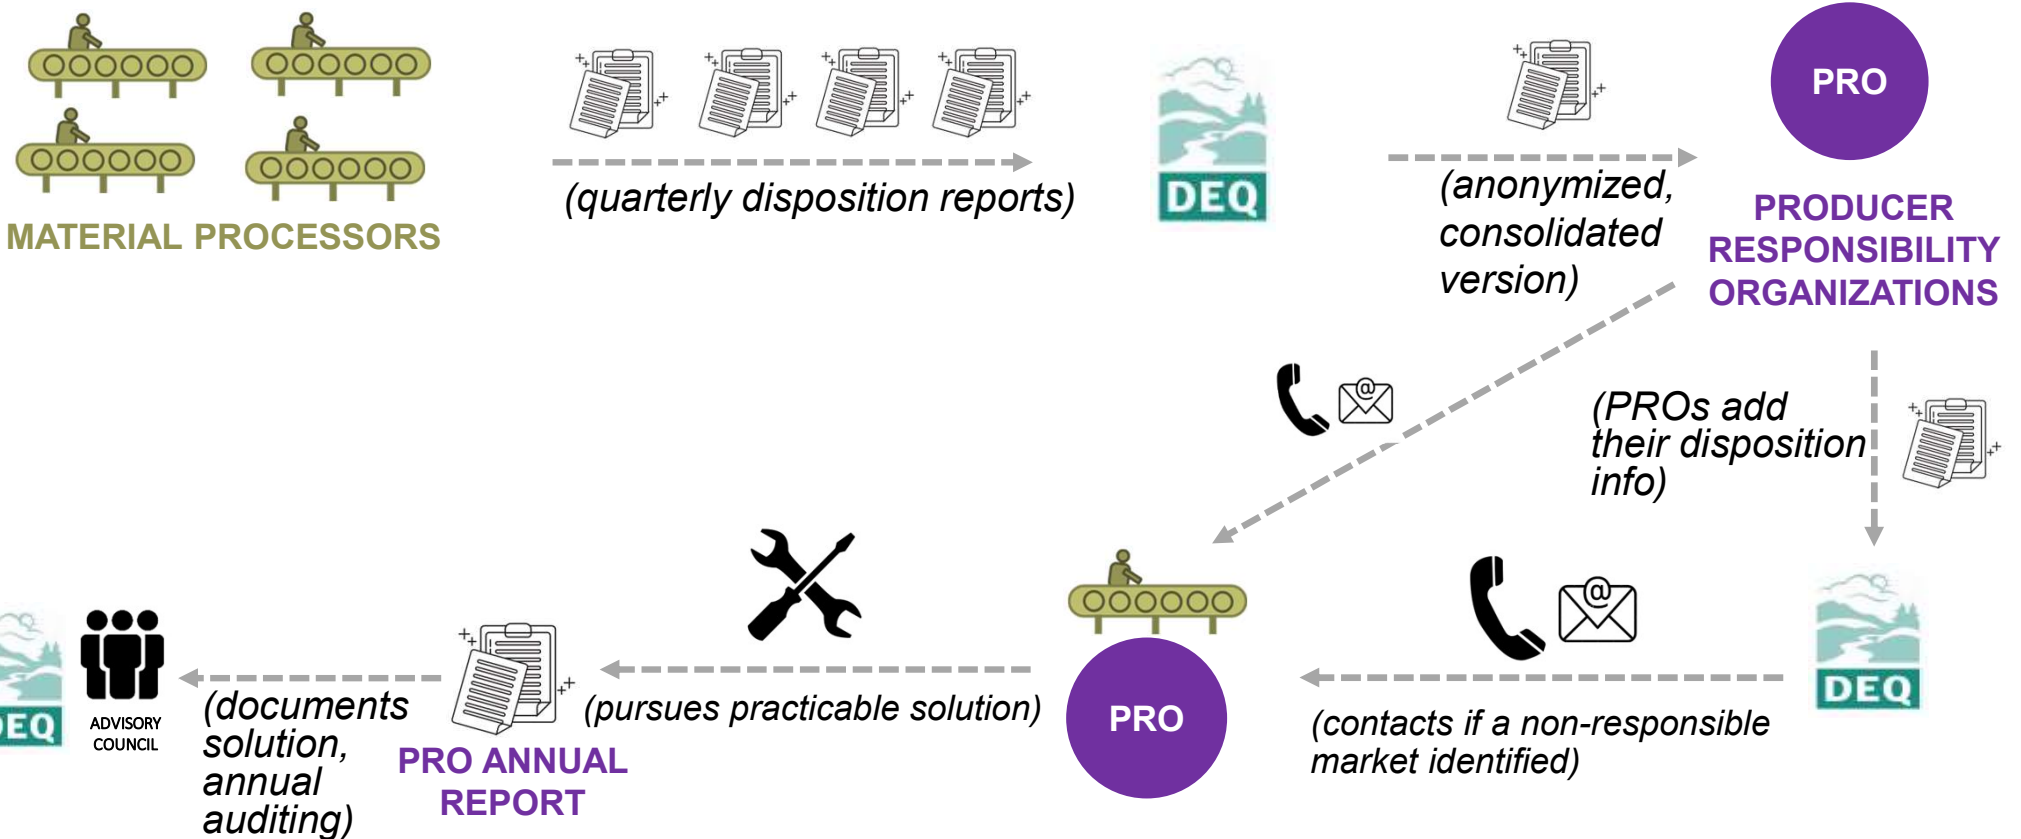 MATERIAL PROCESSORS
(quarterly disposition reports)
DEQ
(anonymized,
consolidated
version)
PRO
PRODUCER
RESPONSIBILITY
ORGANIZATIONS
(PROs add
their disposition
info)
DEQ
(contacts if a non-responsible
market identified)
PRO
(pursues practicable solution)
PRO ANNUAL
REPORT
(documents
solution,
annual
auditing)
ADVISORY
COUNCIL
DEQ